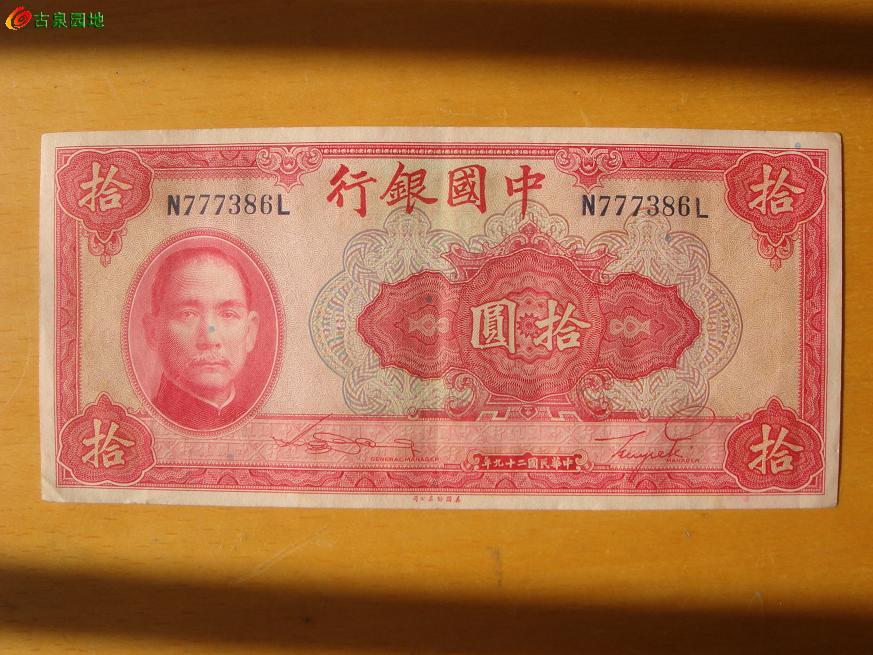 古泉园地
拾
拾
中國銀行
N777386L
N777386L
拾圓
GENERAL MANAGER
MANAGER
中華民國二十九年
拾
拾